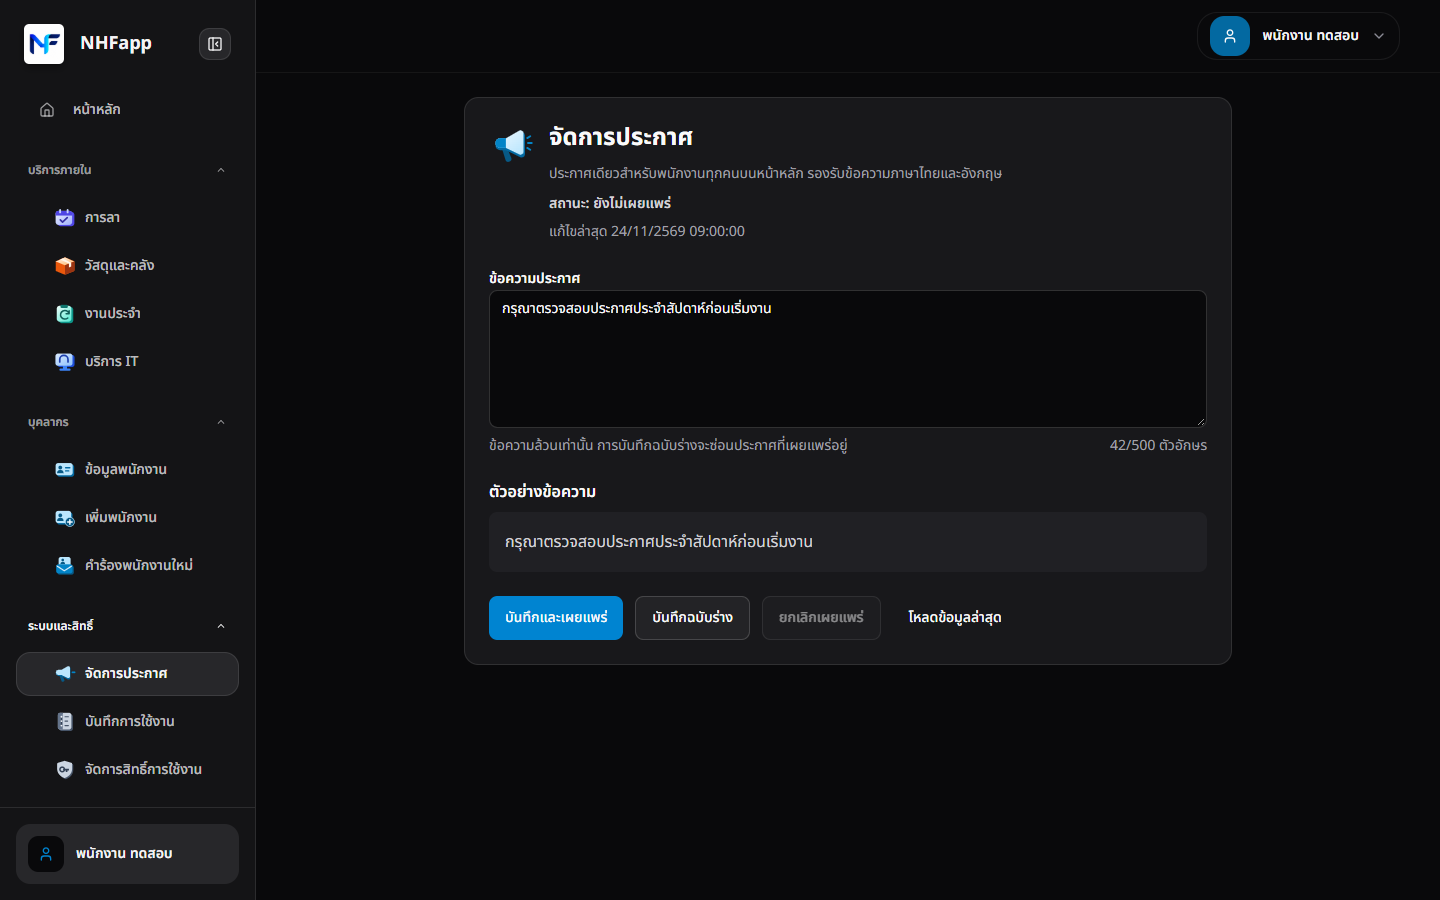 NHFapp
พนักงาน ทดสอบ
หน้าหลัก
บริการภายใน
การลา
วัสดุและคลัง
งานประจำ
บริการ IT
บุคลากร
ข้อมูลพนักงาน
เพิ่มพนักงาน
คำร้องพนักงานใหม่
ระบบและสิทธิ์
จัดการประกาศ
บันทึกการใช้งาน
จัดการสิทธิ์การใช้งาน
พนักงาน ทดสอบ
จัดการประกาศ
ประกาศเดียวสำหรับพนักงานทุกคนบนหน้าหลัก รองรับข้อความภาษาไทยและอังกฤษ
สถานะ: ยังไม่เผยแพร่
แก้ไขล่าสุด 24/11/2569 09:00:00
ข้อความประกาศ
กรุณาตรวจสอบประกาศประจำสัปดาห์ก่อนเริ่มงาน
ข้อความล้วนเท่านั้น การบันทึกฉบับร่างจะซ่อนประกาศที่เผยแพร่อยู่
42/500 ตัวอักษร
ตัวอย่างข้อความ
กรุณาตรวจสอบประกาศประจำสัปดาห์ก่อนเริ่มงาน
บันทึกและเผยแพร่
บันทึกฉบับร่าง
ยกเลิกเผยแพร่
โหลดข้อมูลล่าสุด